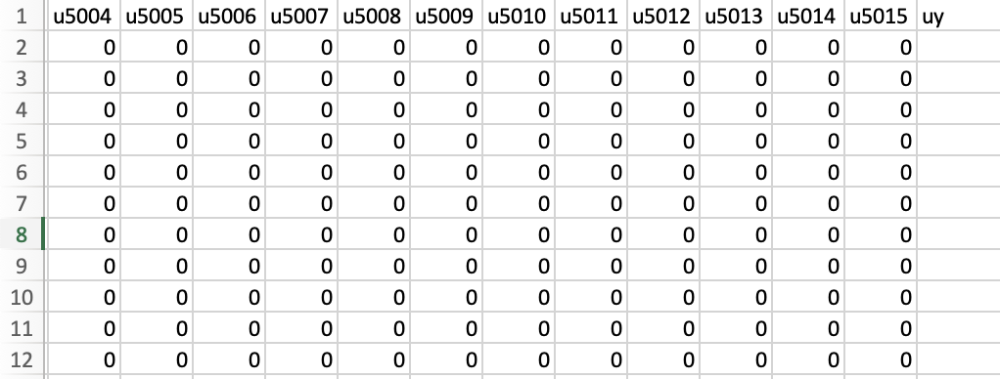 1 u5004 u5005 u5006 u5007 u5008 u5009 u5010 u5011 u5012 u5013 u5014 u5015 uy
2 0 0 0 0 0 0 0 0 0 0 0 0
3 0 0 0 0 0 0 0 0 0 0 0 0
4 0 0 0 0 0 0 0 0 0 0 0 0
5 0 0 0 0 0 0 0 0 0 0 0 0
6 0 0 0 0 0 0 0 0 0 0 0 0
7 0 0 0 0 0 0 0 0 0 0 0 0
8 0 0 0 0 0 0 0 0 0 0 0 0
9 0 0 0 0 0 0 0 0 0 0 0 0
10 0 0 0 0 0 0 0 0 0 0 0 0
11 0 0 0 0 0 0 0 0 0 0 0 0
12 0 0 0 0 0 0 0 0 0 0 0 0